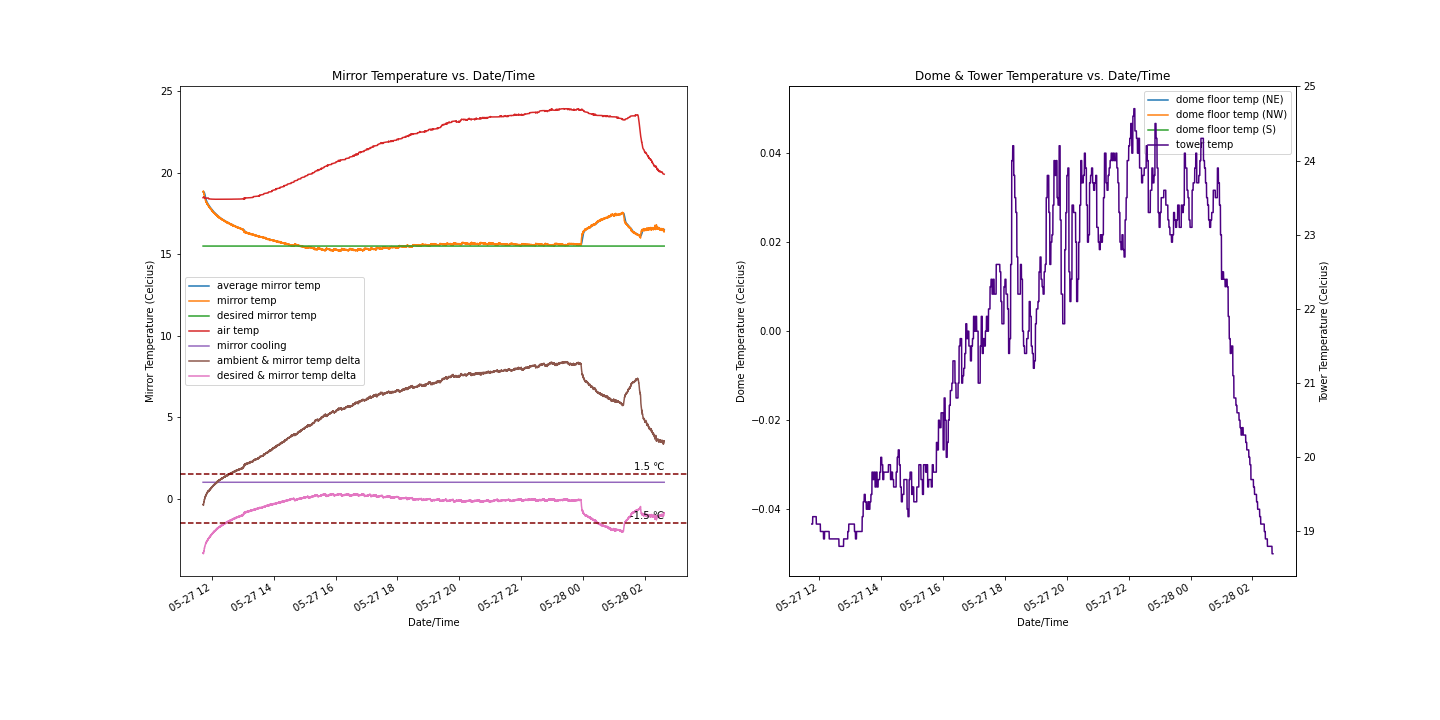 Mirror Temperature vs. Date/Time
25
20
15
10
5
0
Mirror Temperature (Celcius)
average mirror temp
mirror temp
desired mirror temp
air temp
mirror cooling
ambient & mirror temp delta
desired & mirror temp delta
1.5 °C
-1.5 °C
05-27 12
05-27 14
05-27 16
05-27 18
05-27 20
05-27 22
05-28 00
05-28 02
Date/Time
Dome & Tower Temperature vs. Date/Time
0.04
0.02
0.00
−0.02
−0.04
Dome Temperature (Celcius)
dome floor temp (NE)
dome floor temp (NW)
dome floor temp (S)
tower temp
25
24
23
22
21
20
19
Tower Temperature (Celcius)
05-27 12
05-27 14
05-27 16
05-27 18
05-27 20
05-27 22
05-28 00
05-28 02
Date/Time